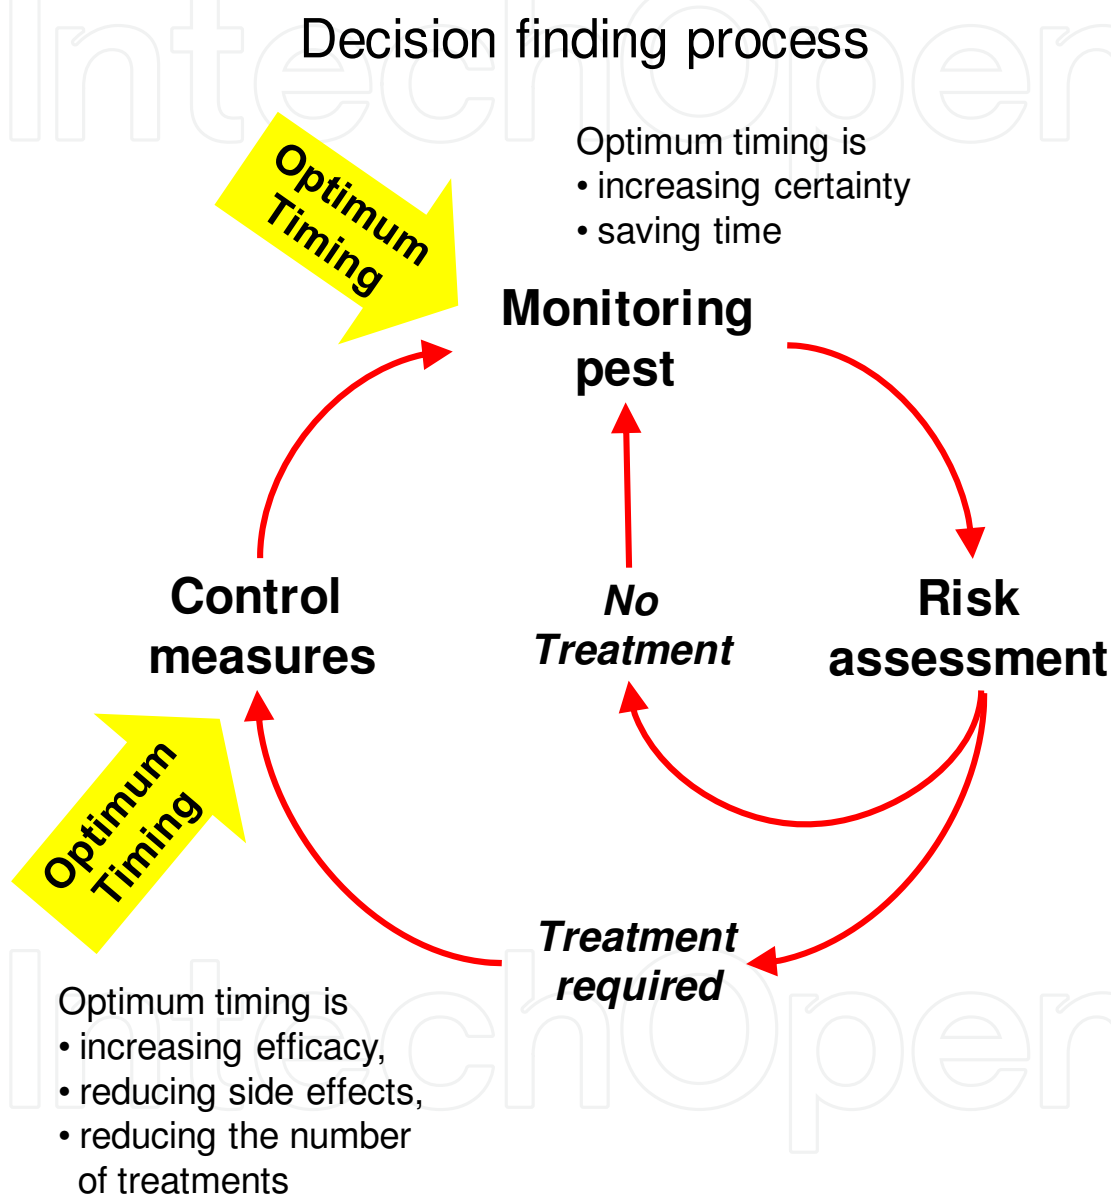 Decision finding process
Optimum
Timing
Optimum timing is
• increasing certainty
• saving time
Monitoring
pest
Control
measures
No
Treatment
Risk
assessment
Optimum
Timing
Treatment
required
Optimum timing is
• increasing efficacy,
• reducing side effects,
• reducing the number
of treatments
IntechOpen
IntechOpen